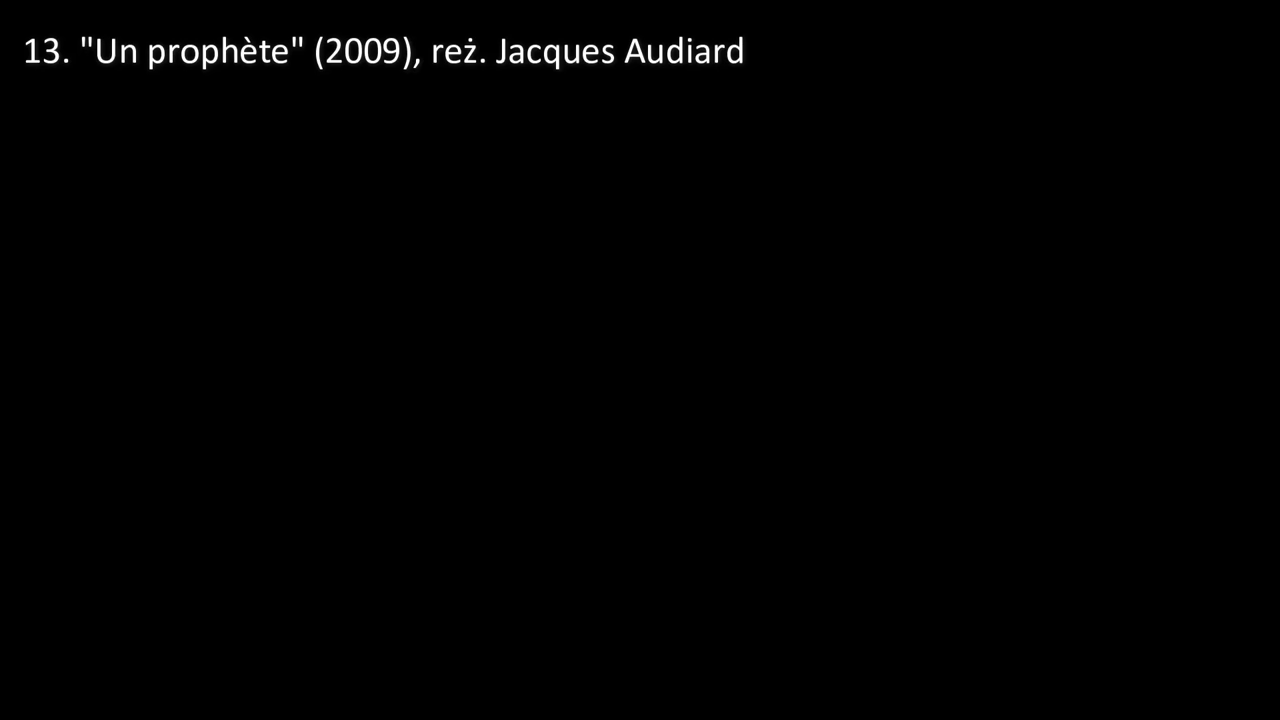 13. "Un prophète" (2009), reż. Jacques Audiard